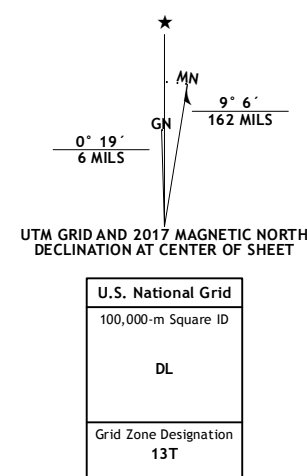 MN
GN
9° 6´
162 MILS
0° 19´
6 MILS
UTM GRID AND 2017 MAGNETIC NORTH
DECLINATION AT CENTER OF SHEET
U.S. National Grid
100,000-m Square ID
DL
Grid Zone Designation
13T